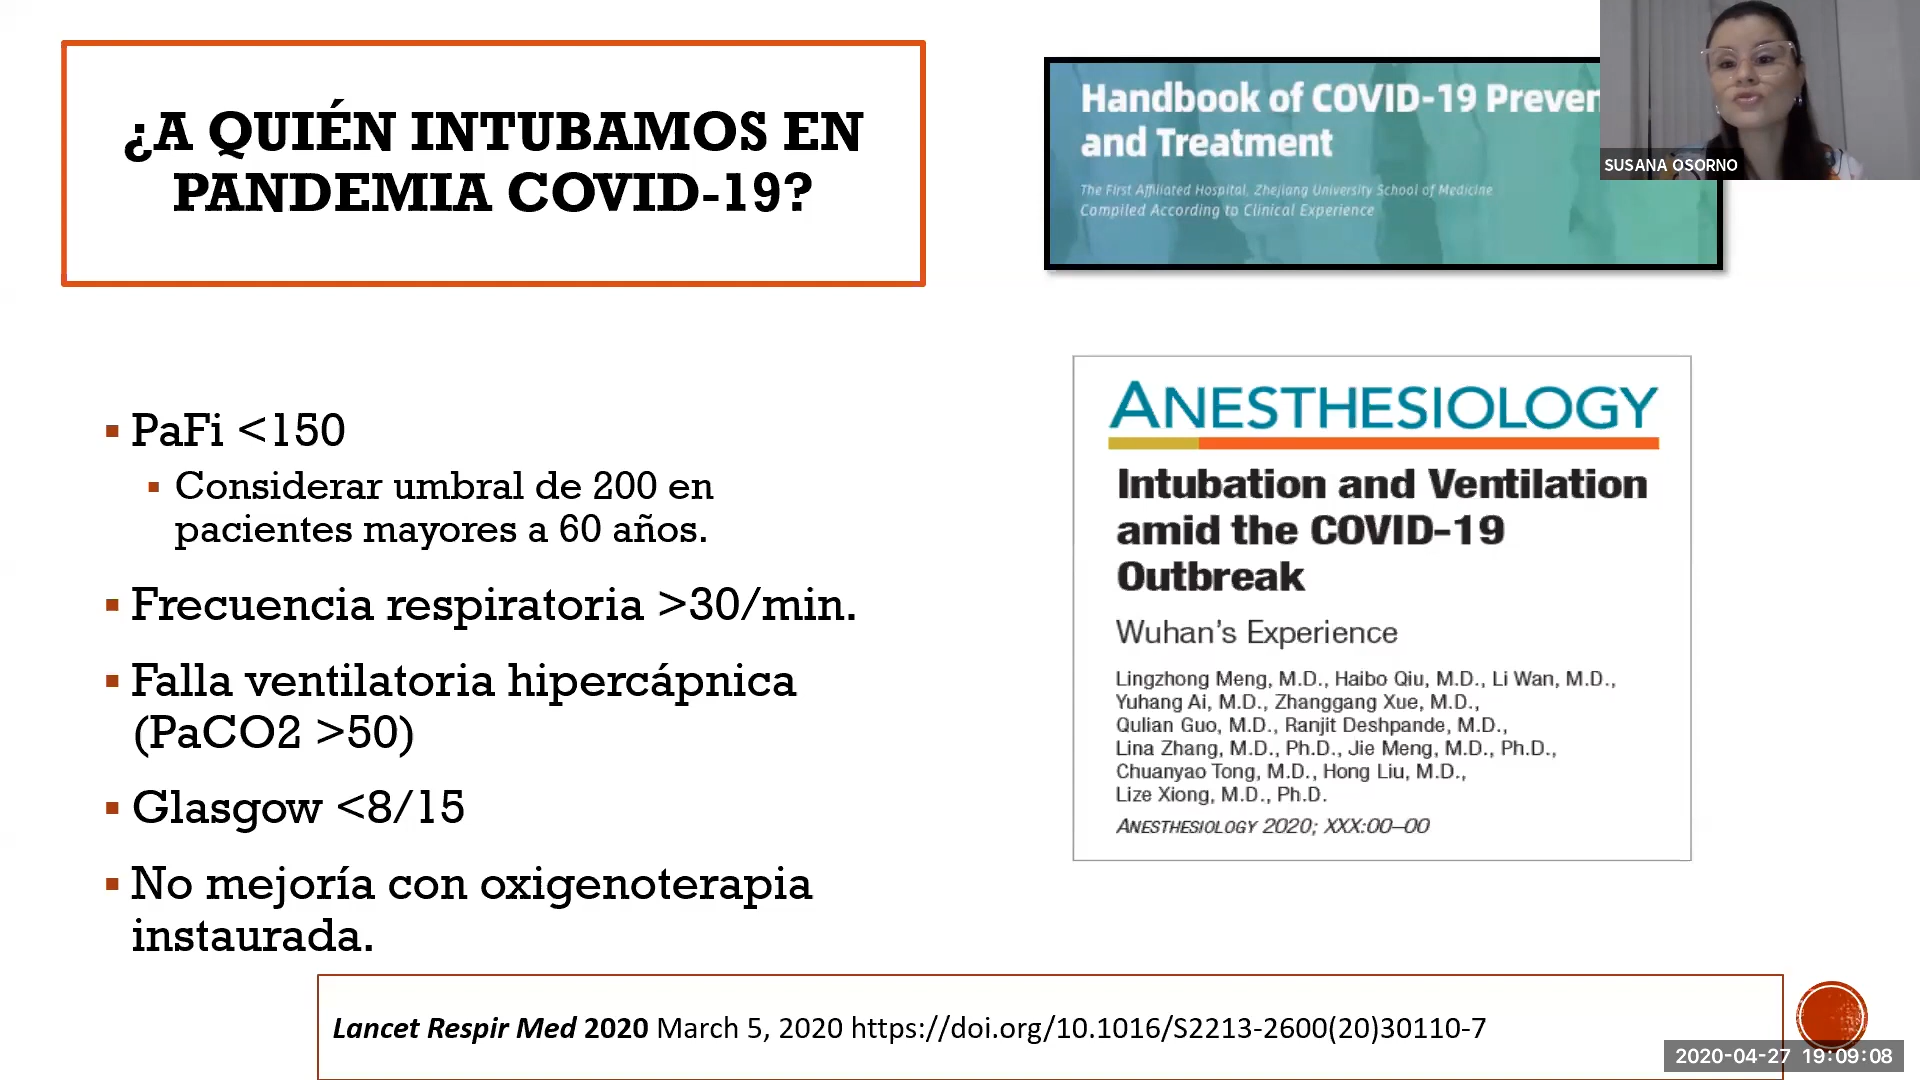 ¿A QUIÉN INTUBAMOS EN
PANDEMIA COVID-19?
PaFi <150
Considerar umbral de 200 en
pacientes mayores a 60 años.
Frecuencia respiratoria >30/min.
Falla ventilatoria hipercápnica
(PaCO2 >50)
Glasgow <8/15
No mejoría con oxigenoterapia
instaurada.
Handbook of COVID-19 Preven
and Treatment
The First Affiliated Hospital, Zhejiang University School of Medicine
Compiled According to Clinical Experience
SUSANA OSORNO
ANESTHESIOLOGY
Intubation and Ventilation
amid the COVID-19
Outbreak
Wuhan's Experience
Lingzhong Meng, M.D., Haibo Qiu, M.D., Li Wan, M.D.,
Yuhang Ai, M.D., Zhanggang Xue, M.D.,
Qulian Guo, M.D., Ranjit Deshpande, M.D.,
Lina Zhang, M.D., Ph.D., Jie Meng, M.D., Ph.D.,
Chuanyao Tong, M.D., Hong Liu, M.D.,
Lize Xiong, M.D., Ph.D.
ANESTHESIOLOGY 2020; XXX:00–00
Lancet Respir Med 2020 March 5, 2020 https://doi.org/10.1016/S2213-2600(20)30110-7
2020-04-27 19:09:08